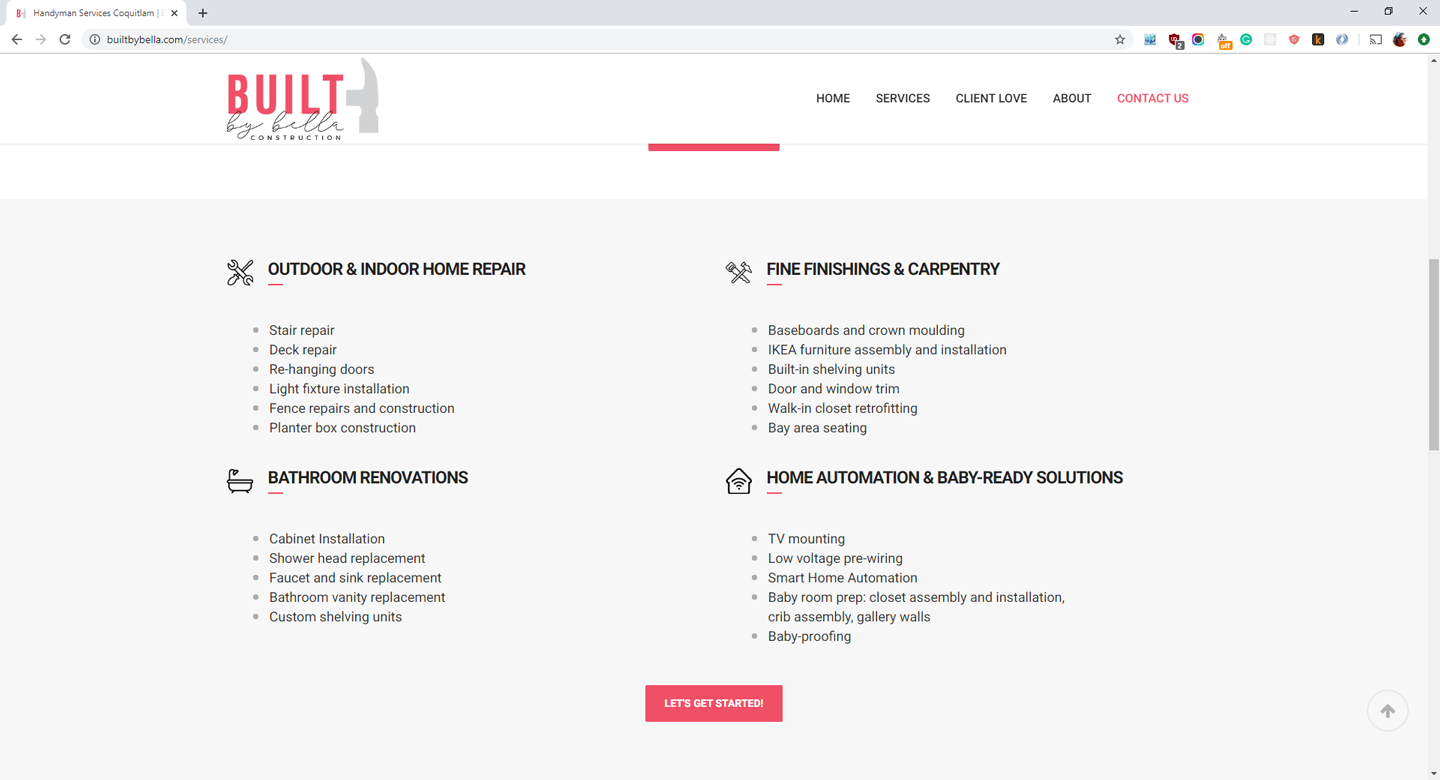 Handyman Services Coquitlam |
builtbybella.com/services/
2
off
BUILT
by bella
CONSTRUCTION
HOME
SERVICES
CLIENT LOVE
ABOUT
CONTACT US
OUTDOOR & INDOOR HOME REPAIR
Stair repair
Deck repair
Re-hanging doors
Light fixture installation
Fence repairs and construction
Planter box construction
FINE FINISHINGS & CARPENTRY
Baseboards and crown moulding
IKEA furniture assembly and installation
Built-in shelving units
Door and window trim
Walk-in closet retrofitting
Bay area seating
BATHROOM RENOVATIONS
Cabinet Installation
Shower head replacement
Faucet and sink replacement
Bathroom vanity replacement
Custom shelving units
HOME AUTOMATION & BABY-READY SOLUTIONS
TV mounting
Low voltage pre-wiring
Smart Home Automation
Baby room prep: closet assembly and installation,
crib assembly, gallery walls
Baby-proofing
LET'S GET STARTED!